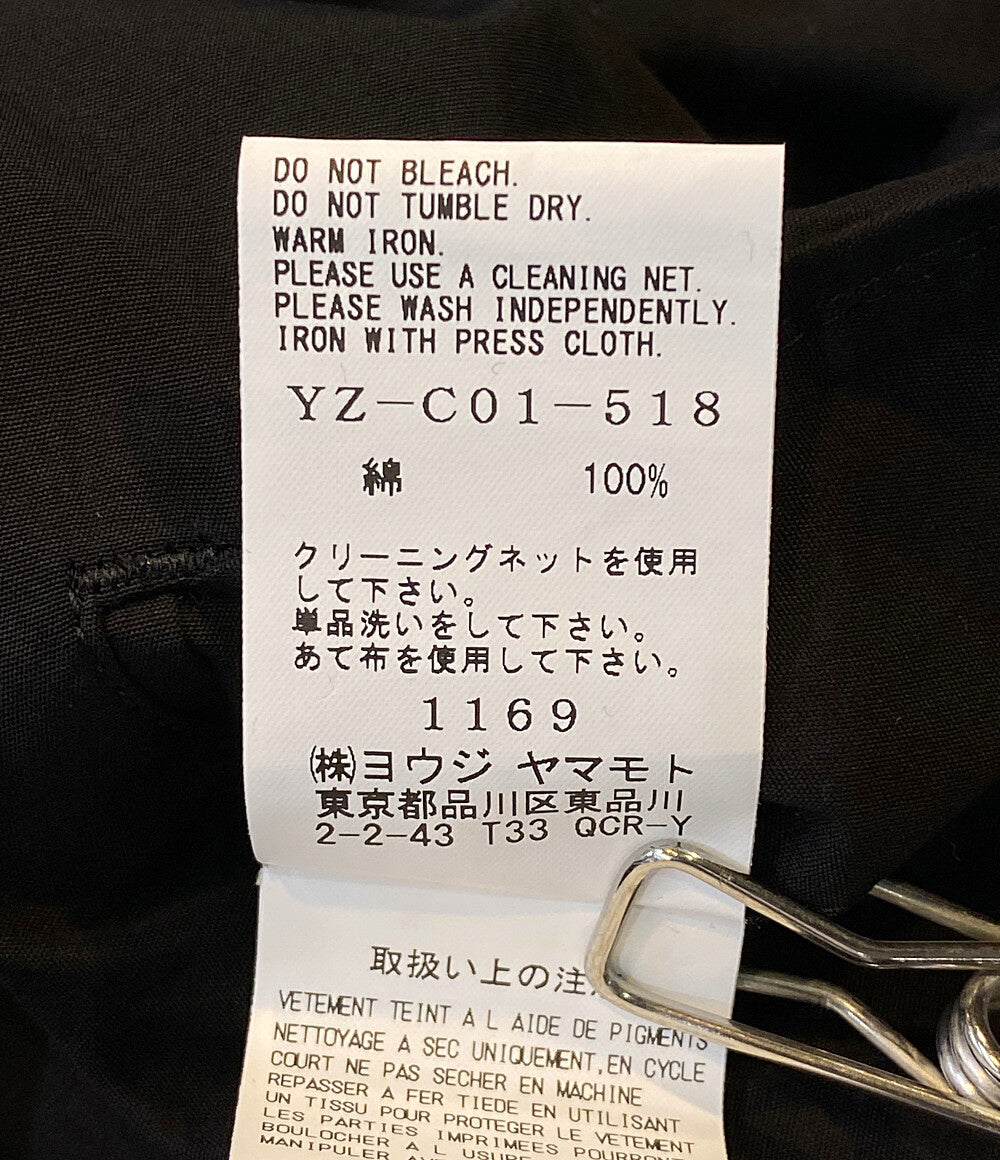 DO NOT BLEACH.
DO NOT TUMBLE DRY.
WARM IRON.
PLEASE USE A CLEANING NET.
PLEASE WASH INDEPENDENTLY.
IRON WITH PRESS CLOTH.
YZ-C01-518
綿 100%
クリーニングネットを使用
して下さい。
単品洗いをして下さい。
あて布を使用して下さい。
1169
㈱ヨウジ ヤマモト
東京都品川区東品川
2-2-43 T33 QCR-Y
取扱い上の注
VETEMENT TEINT A L AIDE DE PIGMENTS
NETTOYAGE A SEC UNIQUEMENT,EN CYCLE
COURT NE PAS SECHER EN MACHINE
REPASSER A FER TIEDE EN UTILISANT
UN TISSU POUR PROTEGER LE VETEMENT
LES PARTIES IMPRIMEES POURRONT
BOULOCHER A L
MANIPULER